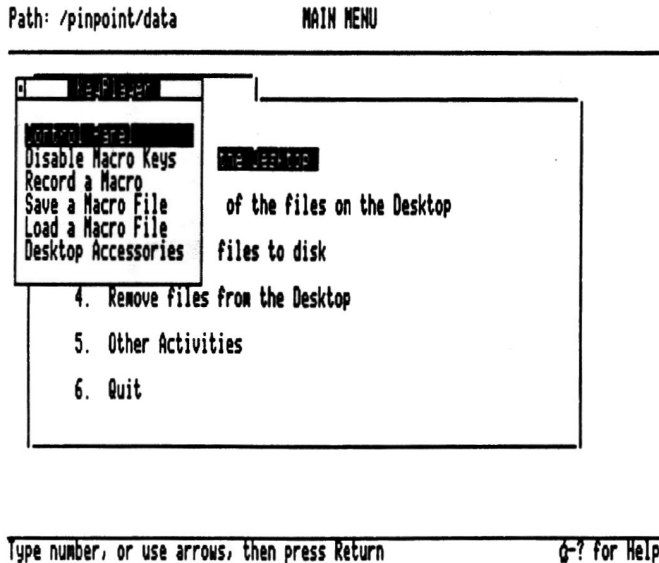 Path: /pinpoint/data MAIN MENU
KeyPlayer
Control Panel
Disable Macro Keys the Desktop
Record a Macro
Save a Macro File of the files on the Desktop
Load a Macro File
Desktop Accessories files to disk
4. Remove files from the Desktop
5. Other Activities
6. Quit
Type number, or use arrows, then press Return -? for Help